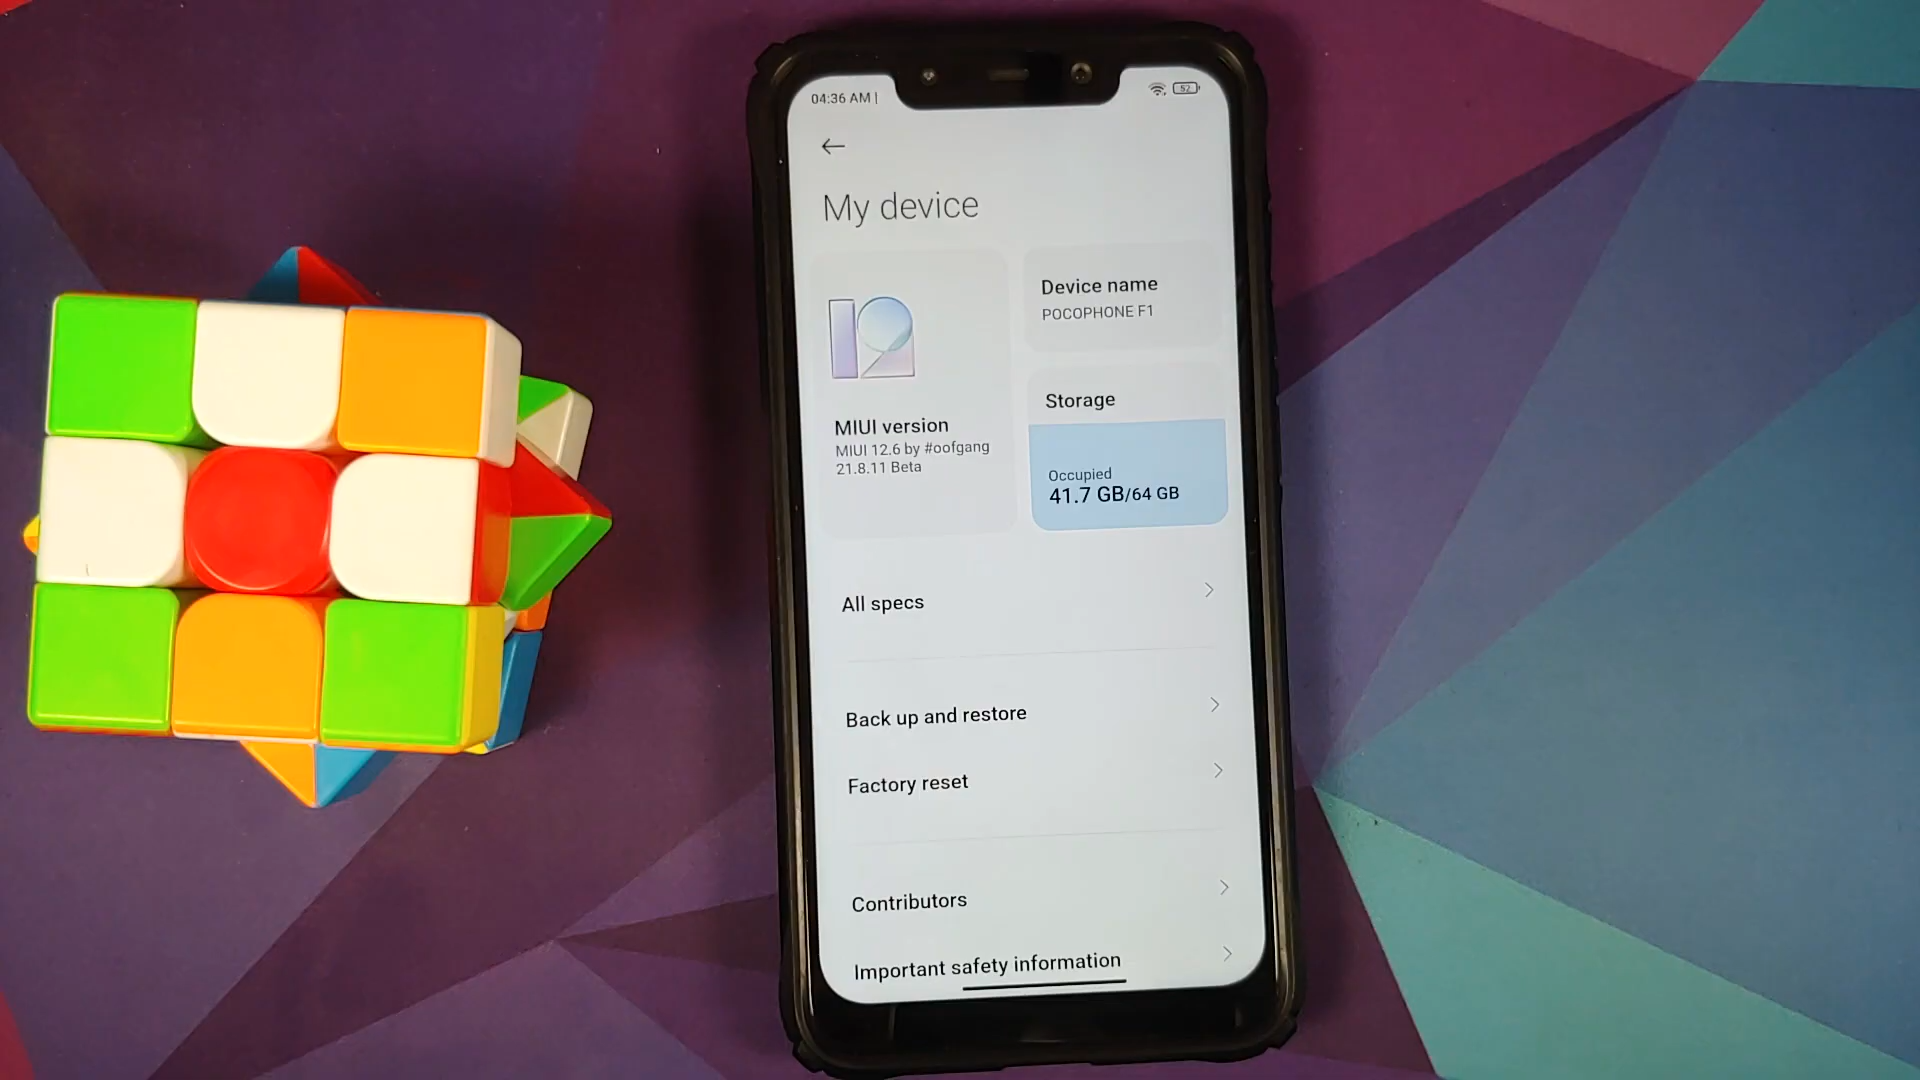 04:36 AM |
52
My device
12
MIUI version
MIUI 12.6 by #oofgang
21.8.11 Beta
Device name
POCOPHONE F1
Storage
Occupied
41.7 GB/64 GB
All specs
Back up and restore
Factory reset
Contributors
Important safety information